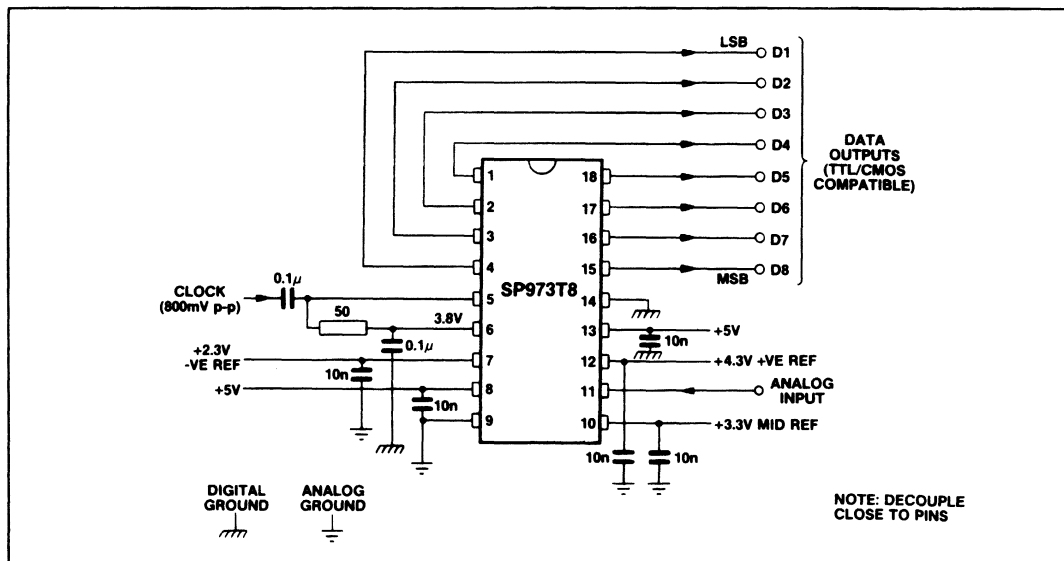 LSB
D1
D2
D3
D4
D5
D6
D7
MSB
D8
DATA
OUTPUTS
(TTL/CMOS
COMPATIBLE)
1
2
3
4
5
6
7
8
9
SP973T8
18
17
16
15
14
13
12
11
10
0.1μ
CLOCK
(800mV p-p)
50
3.8V
0.1μ
+2.3V
-VE REF
10n
+5V
10n
+5V
10n
+4.3V +VE REF
ANALOG
INPUT
+3.3V MID REF
10n
10n
DIGITAL
GROUND
ANALOG
GROUND
NOTE: DECOUPLE
CLOSE TO PINS